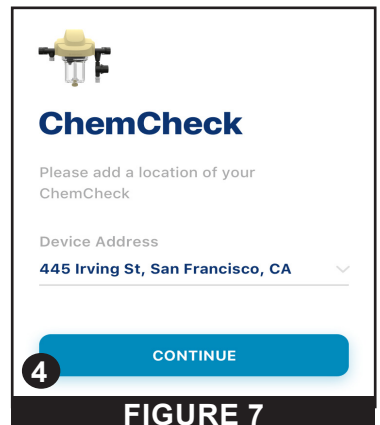 ChemCheck
Please add a location of your
ChemCheck
Device Address
445 Irving St, San Francisco, CA
CONTINUE
4
FIGURE 7